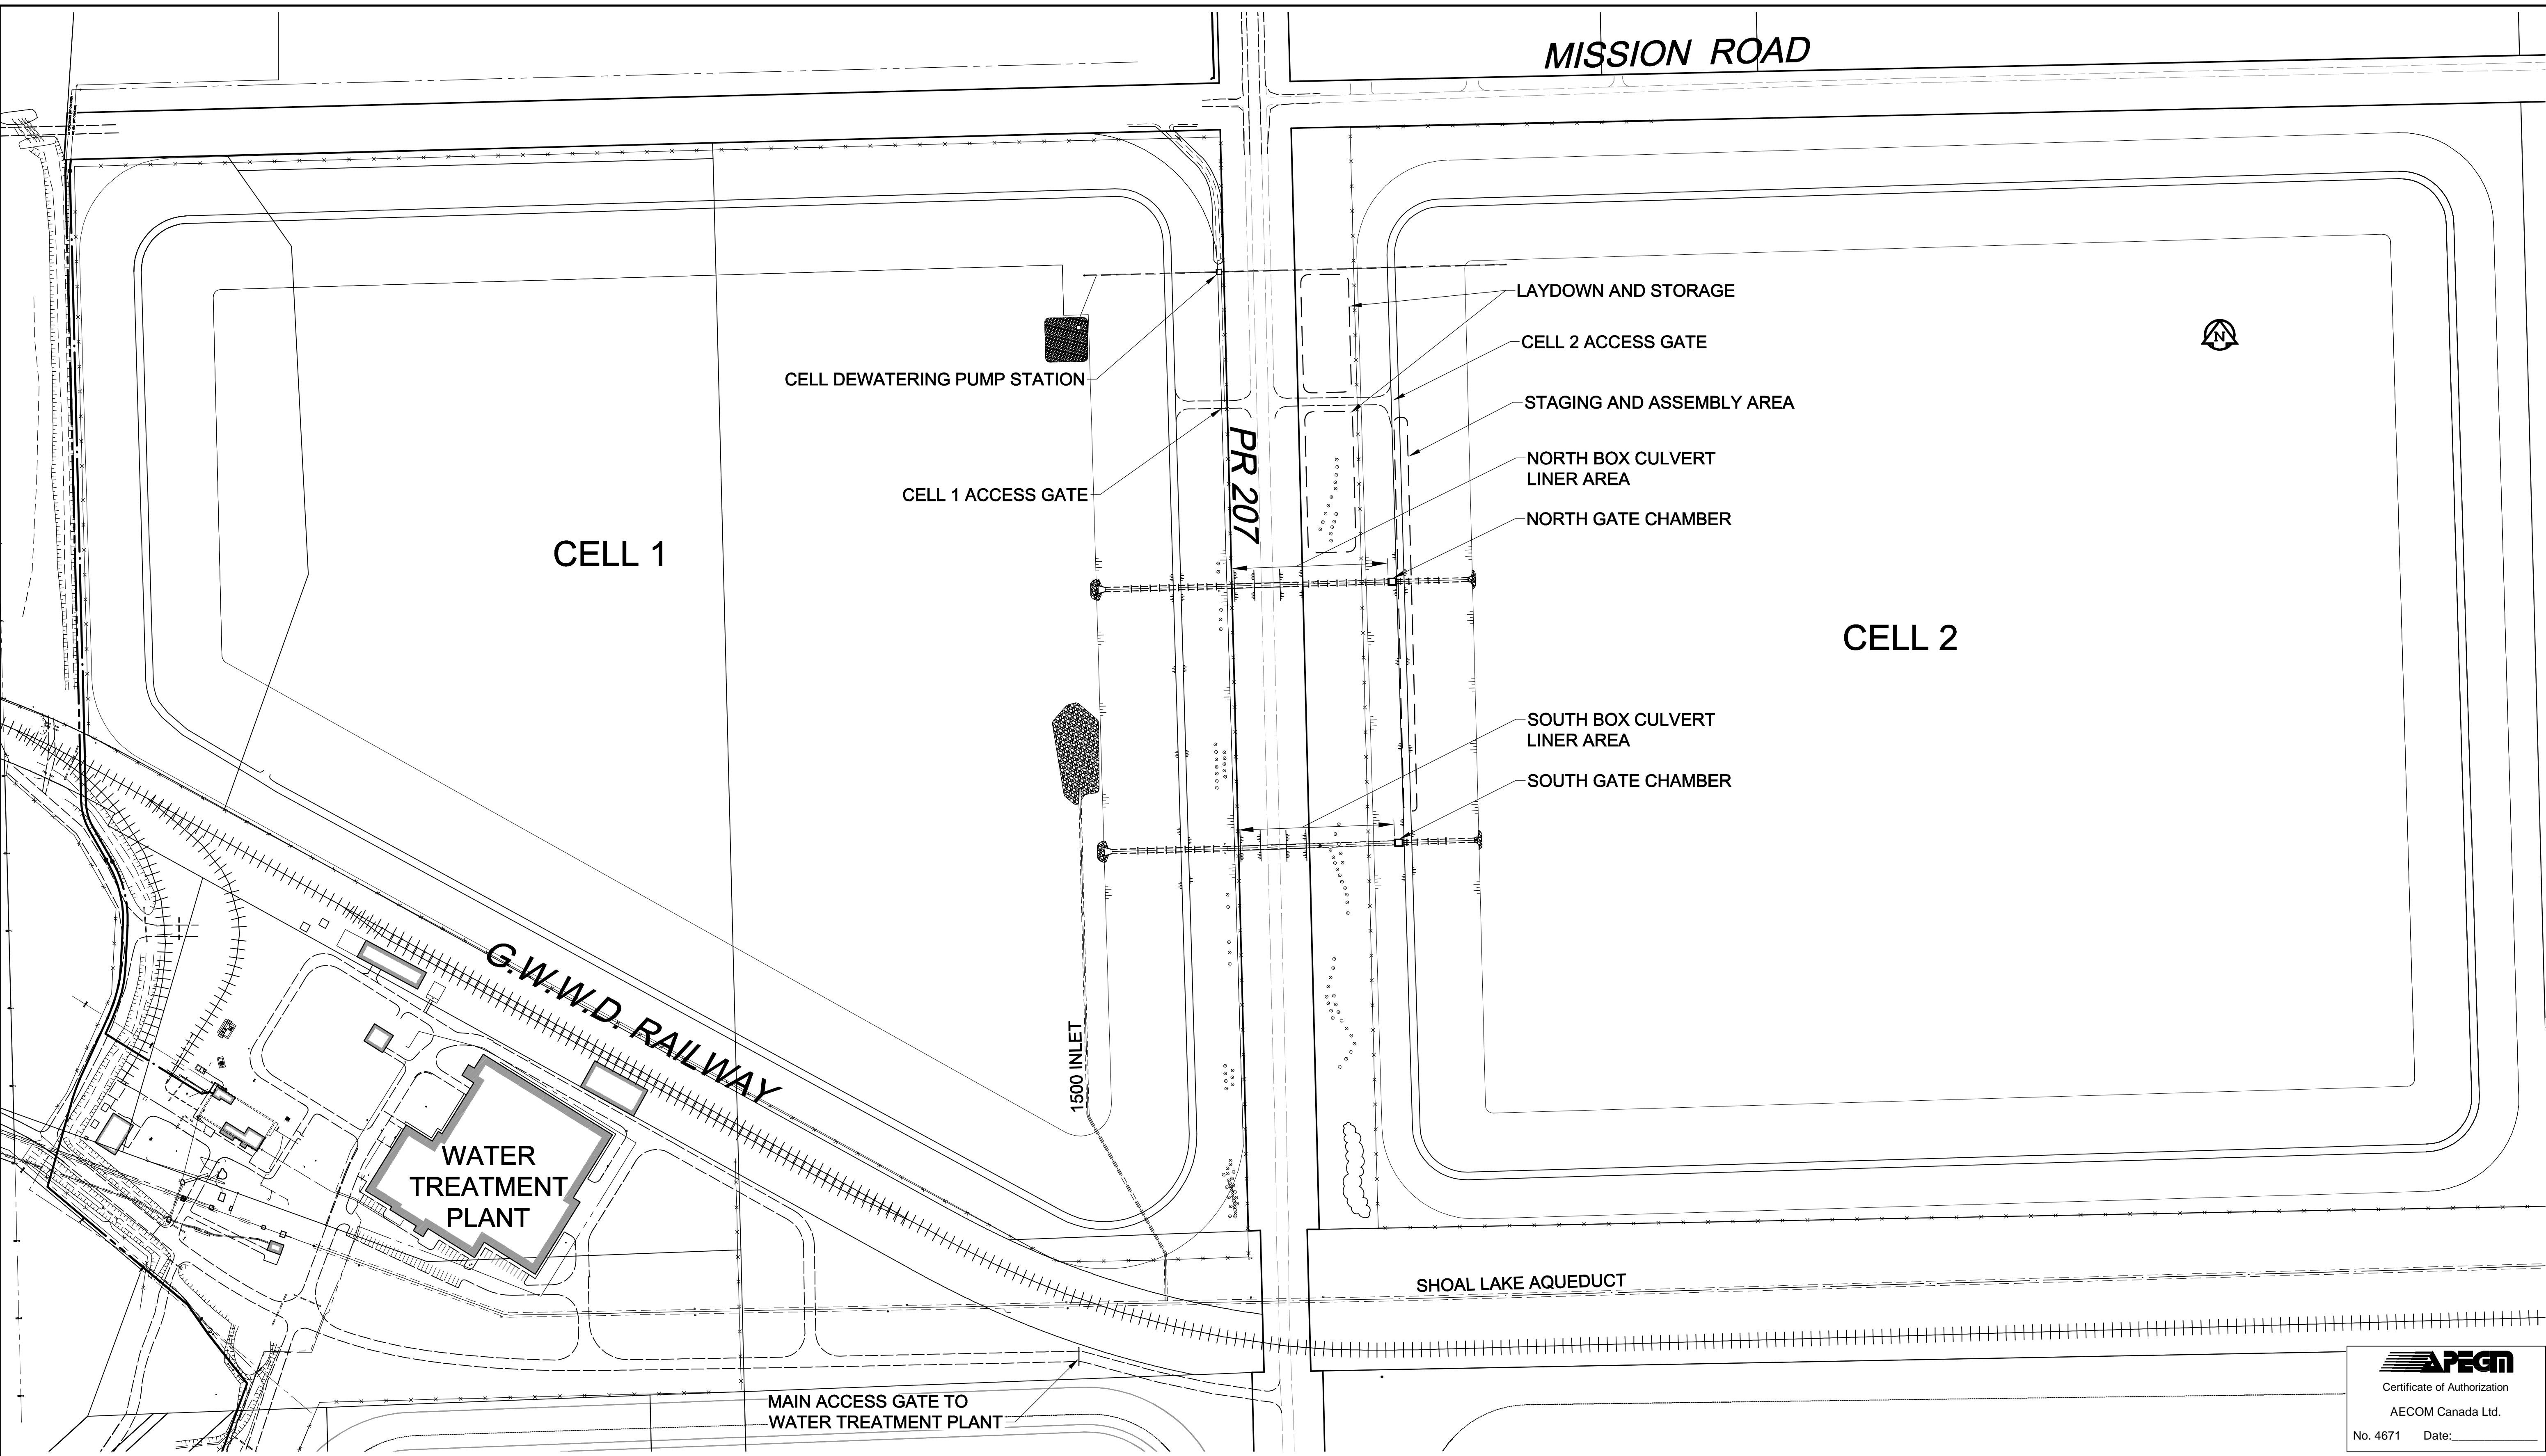 MISSION ROAD
LAYDOWN AND STORAGE
N
CELL 2 ACCESS GATE
CELL DEWATERING PUMP STATION
STAGING AND ASSEMBLY AREA
PR 207
NORTH BOX CULVERT
LINER AREA
CELL 1 ACCESS GATE
NORTH GATE CHAMBER
CELL 1
CELL 2
SOUTH BOX CULVERT
LINER AREA
SOUTH GATE CHAMBER
G.W.W.D. RAILWAY
1500 INLET
WATER
TREATMENT
PLANT
SHOAL LAKE AQUEDUCT
MAIN ACCESS GATE TO
WATER TREATMENT PLANT
APEGM
Certificate of Authorization
AECOM Canada Ltd.
No. 4671 Date:______________